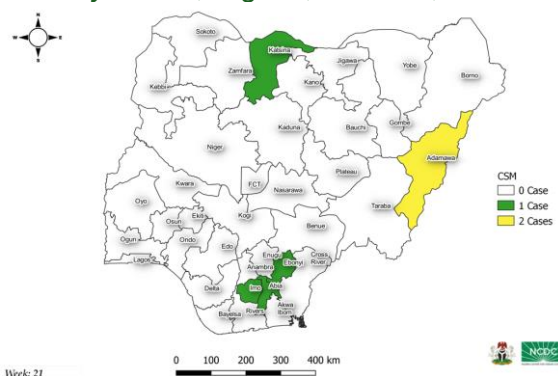 N
Sokoto
Katsina
Jigawa
Yobe
Borno
Zamfara
Kano
Kebbi
Kaduna
Bauchi
Gombe
Adamawa
Niger
Plateau
CSM
0 Case
1 Case
2 Cases
Kwara
FCT
Nasarawa
Taraba
Oyo
Kogi
Osun
Ekiti
Benue
Ogun
Ondo
Edo
Enugu
Ebonyi
Cross
River
Lagos
Anambra
Delta
Imo
Abia
Akwa
Ibom
Bayelsa
Rivers
NCDC
0 100 200 300 400 km
Week: 21